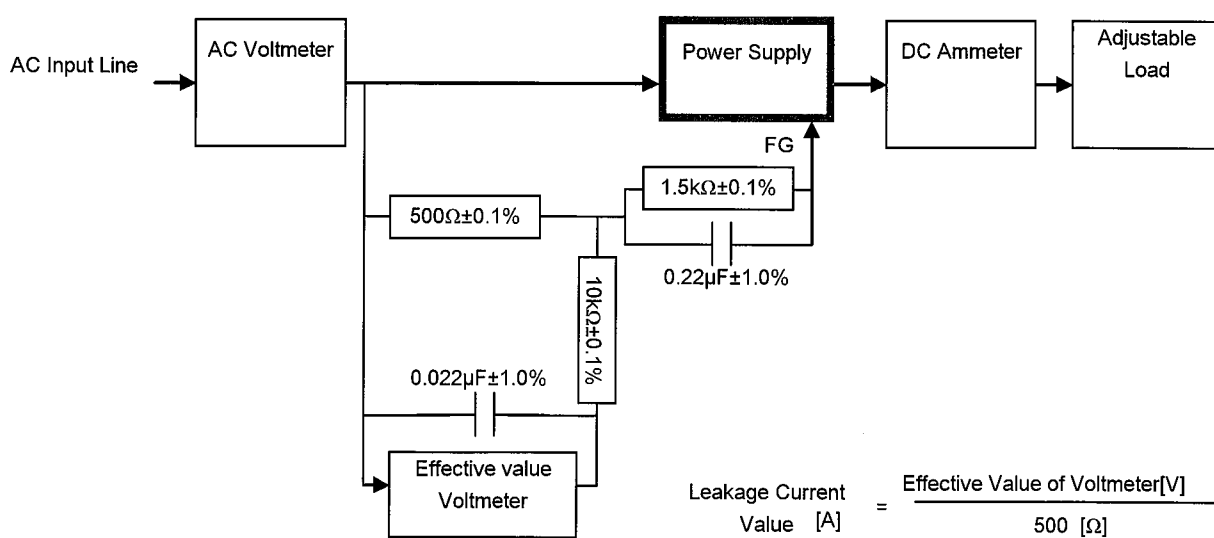 AC Input Line
AC Voltmeter
Power Supply
DC Ammeter
Adjustable
Load
FG
1.5kΩ±0.1%
500Ω±0.1%
0.22µF±1.0%
10kΩ±0.1%
0.022µF±1.0%
Effective value
Voltmeter
Leakage Current
Value [A]
=
Effective Value of Voltmeter[V]
500 [Ω]